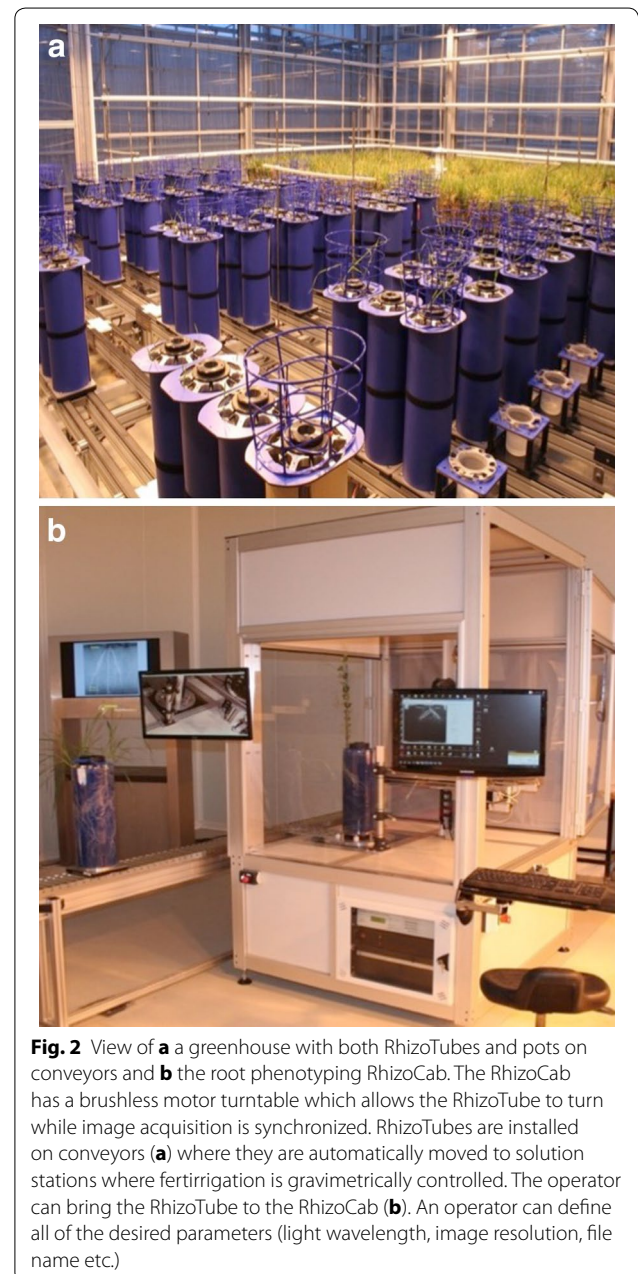 a
b
Fig. 2 View of a a greenhouse with both RhizoTubes and pots on
conveyors and b the root phenotyping RhizoCab. The RhizoCab
has a brushless motor turntable which allows the RhizoTube to turn
while image acquisition is synchronized. RhizoTubes are installed
on conveyors (a) where they are automatically moved to solution
stations where fertirrigation is gravimetrically controlled. The operator
can bring the RhizoTube to the RhizoCab (b). An operator can define
all of the desired parameters (light wavelength, image resolution, file
name etc.)